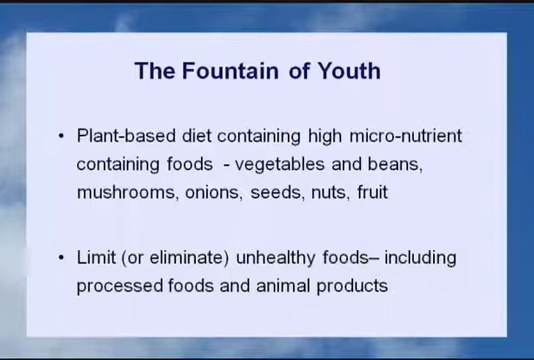 The Fountain of Youth
• Plant-based diet containing high micro-nutrient
containing foods - vegetables and beans,
mushrooms, onions, seeds, nuts, fruit
• Limit (or eliminate) unhealthy foods– including
processed foods and animal products